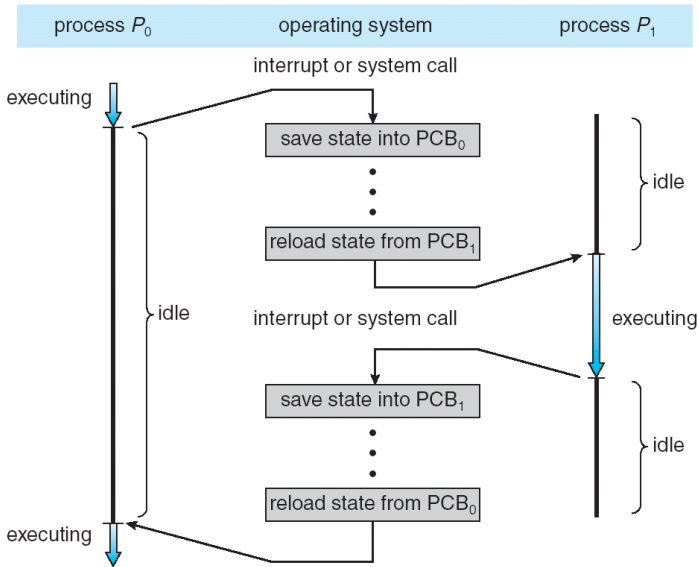 process P₀ operating system process P₁
interrupt or system call
executing
save state into PCB₀
idle
reload state from PCB₁
idle
interrupt or system call
executing
save state into PCB₁
idle
reload state from PCB₀
executing